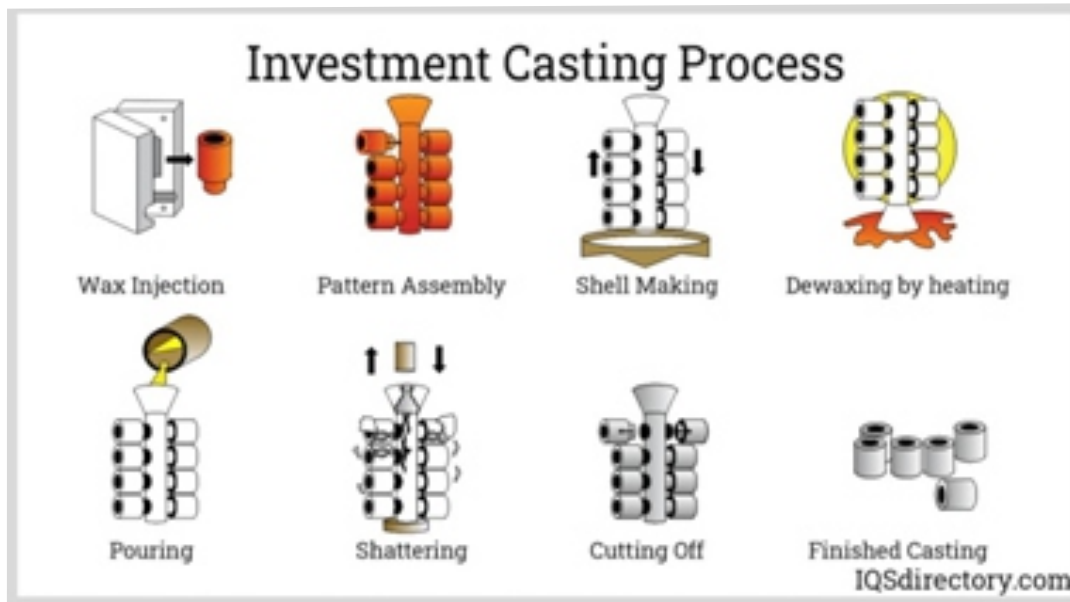 Investment Casting Process
Wax Injection
Pattern Assembly
Shell Making
Dewaxing by heating
Pouring
Shattering
Cutting Off
Finished Casting
IQSdirectory.com